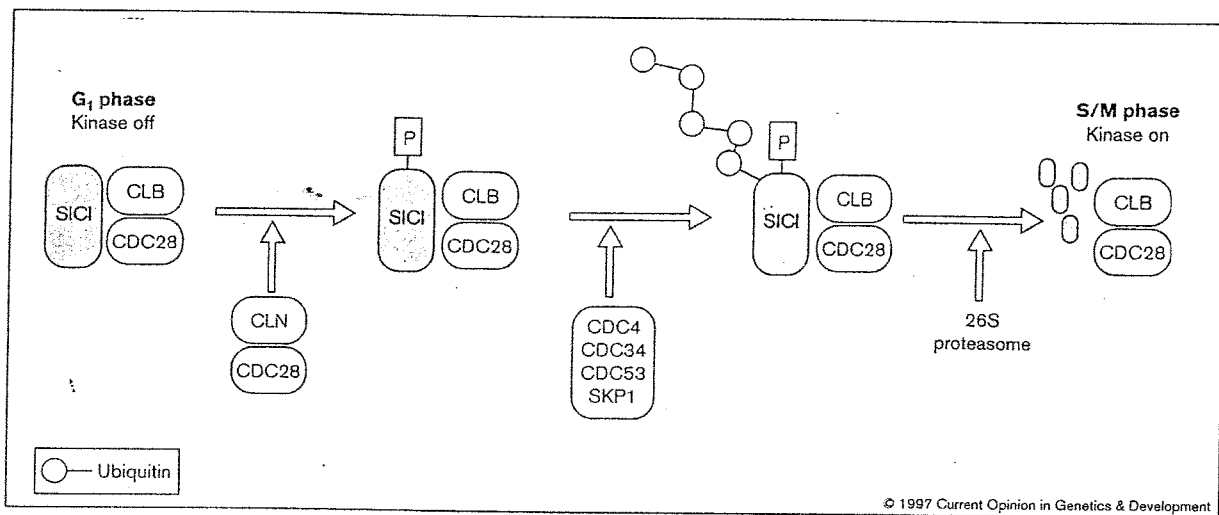 G₁ phase
Kinase off
SICI
CLB
CDC28
CLN
CDC28
P
SICI
CLB
CDC28
CDC4
CDC34
CDC53
SKP1
P
SICI
CLB
CDC28
26S
proteasome
S/M phase
Kinase on
CLB
CDC28
Ubiquitin
© 1997 Current Opinion in Genetics & Development